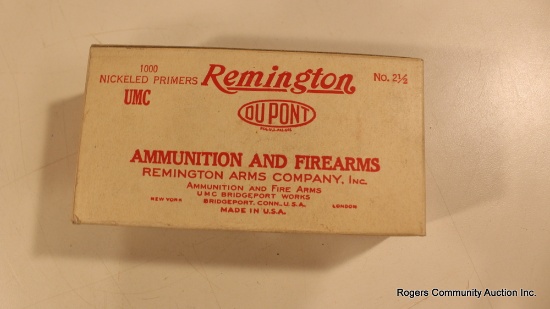 1000
NICKELED PRIMERS Remington No. 2½
UMC
DU PONT
AMMUNITION AND FIREARMS
REMINGTON ARMS COMPANY, INC.
AMMUNITION AND FIRE ARMS
UMC BRIDGEPORT WORKS
NEW YORK BRIDGEPORT, CONN., U.S.A. LONDON
MADE IN U.S.A.
Rogers Community Auction Inc.